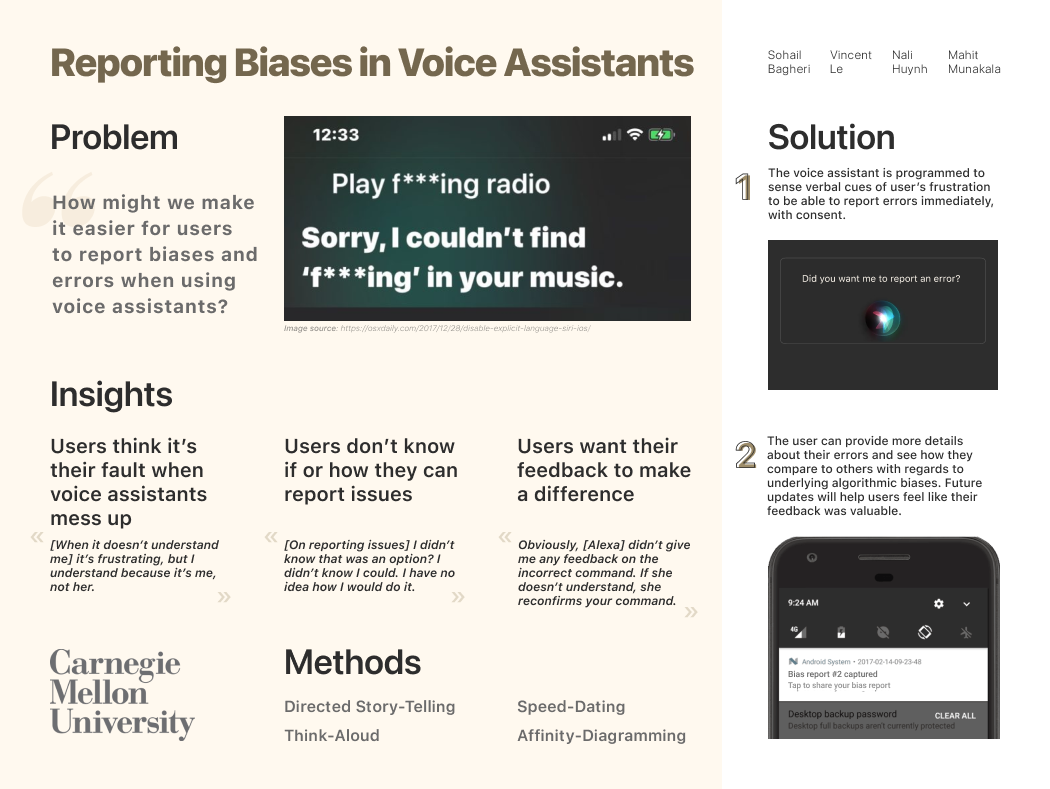 Reporting Biases in Voice Assistants
Sohail
Bagheri
Vincent
Le
Nali
Huynh
Mahit
Munakala
Problem
“
How might we make
it easier for users
to report biases and
errors when using
voice assistants?
12:33
Play f***ing radio
Sorry, I couldn’t find
‘f***ing’ in your music.
Image source: https://osxdaily.com/2017/12/28/disable-explicit-language-siri-ios/
Insights
Users think it’s
their fault when
voice assistants
mess up
«
[When it doesn’t understand
me] it’s frustrating, but I
understand because it’s me,
not her.
»
Users don’t know
if or how they can
report issues
«
[On reporting issues] I didn’t
know that was an option? I
didn’t know I could. I have no
idea how I would do it.
»
Users want their
feedback to make
a difference
«
Obviously, [Alexa] didn’t give
me any feedback on the
incorrect command. If she
doesn’t understand, she
reconfirms your command.
»
Carnegie
Mellon
University
Methods
Directed Story-Telling
Think-Aloud
Speed-Dating
Affinity-Diagramming
Solution
1
The voice assistant is programmed to
sense verbal cues of user’s frustration
to be able to report errors immediately,
with consent.
Did you want me to report an error?
2
The user can provide more details
about their errors and see how they
compare to others with regards to
underlying algorithmic biases. Future
updates will help users feel like their
feedback was valuable.
9:24 AM
4G
Android System • 2017-02-14-09-23-48
Bias report #2 captured
Tap to share your bias report
Desktop backup password
CLEAR ALL
Desktop full backups aren't currently protected